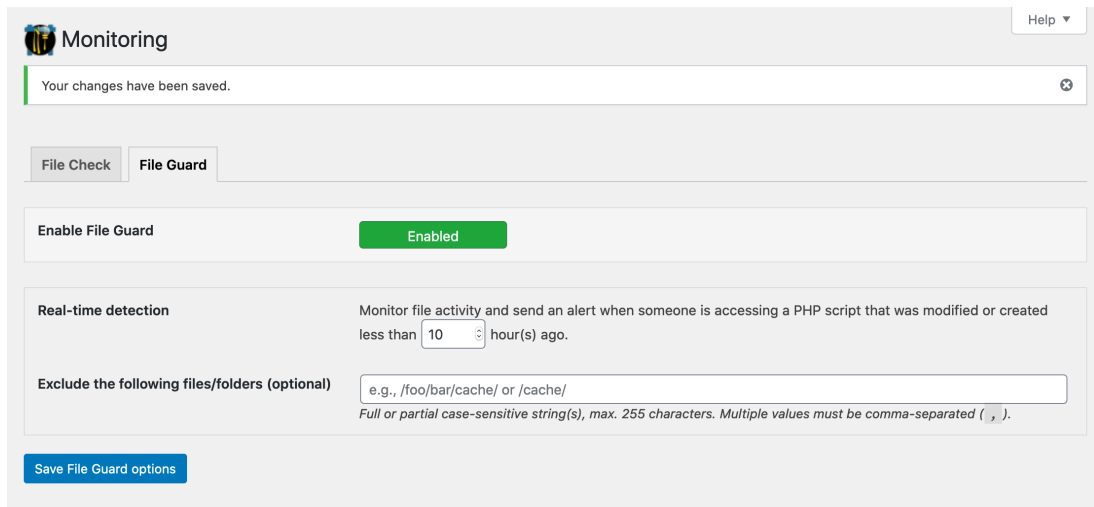 Help ▼
Monitoring
Your changes have been saved.
File Check
File Guard
Enable File Guard
Enabled
Real-time detection
Monitor file activity and send an alert when someone is accessing a PHP script that was modified or created
less than 10 hour(s) ago.
Exclude the following files/folders (optional)
e.g., /foo/bar/cache/ or /cache/
Full or partial case-sensitive string(s), max. 255 characters. Multiple values must be comma-separated ( , ).
Save File Guard options